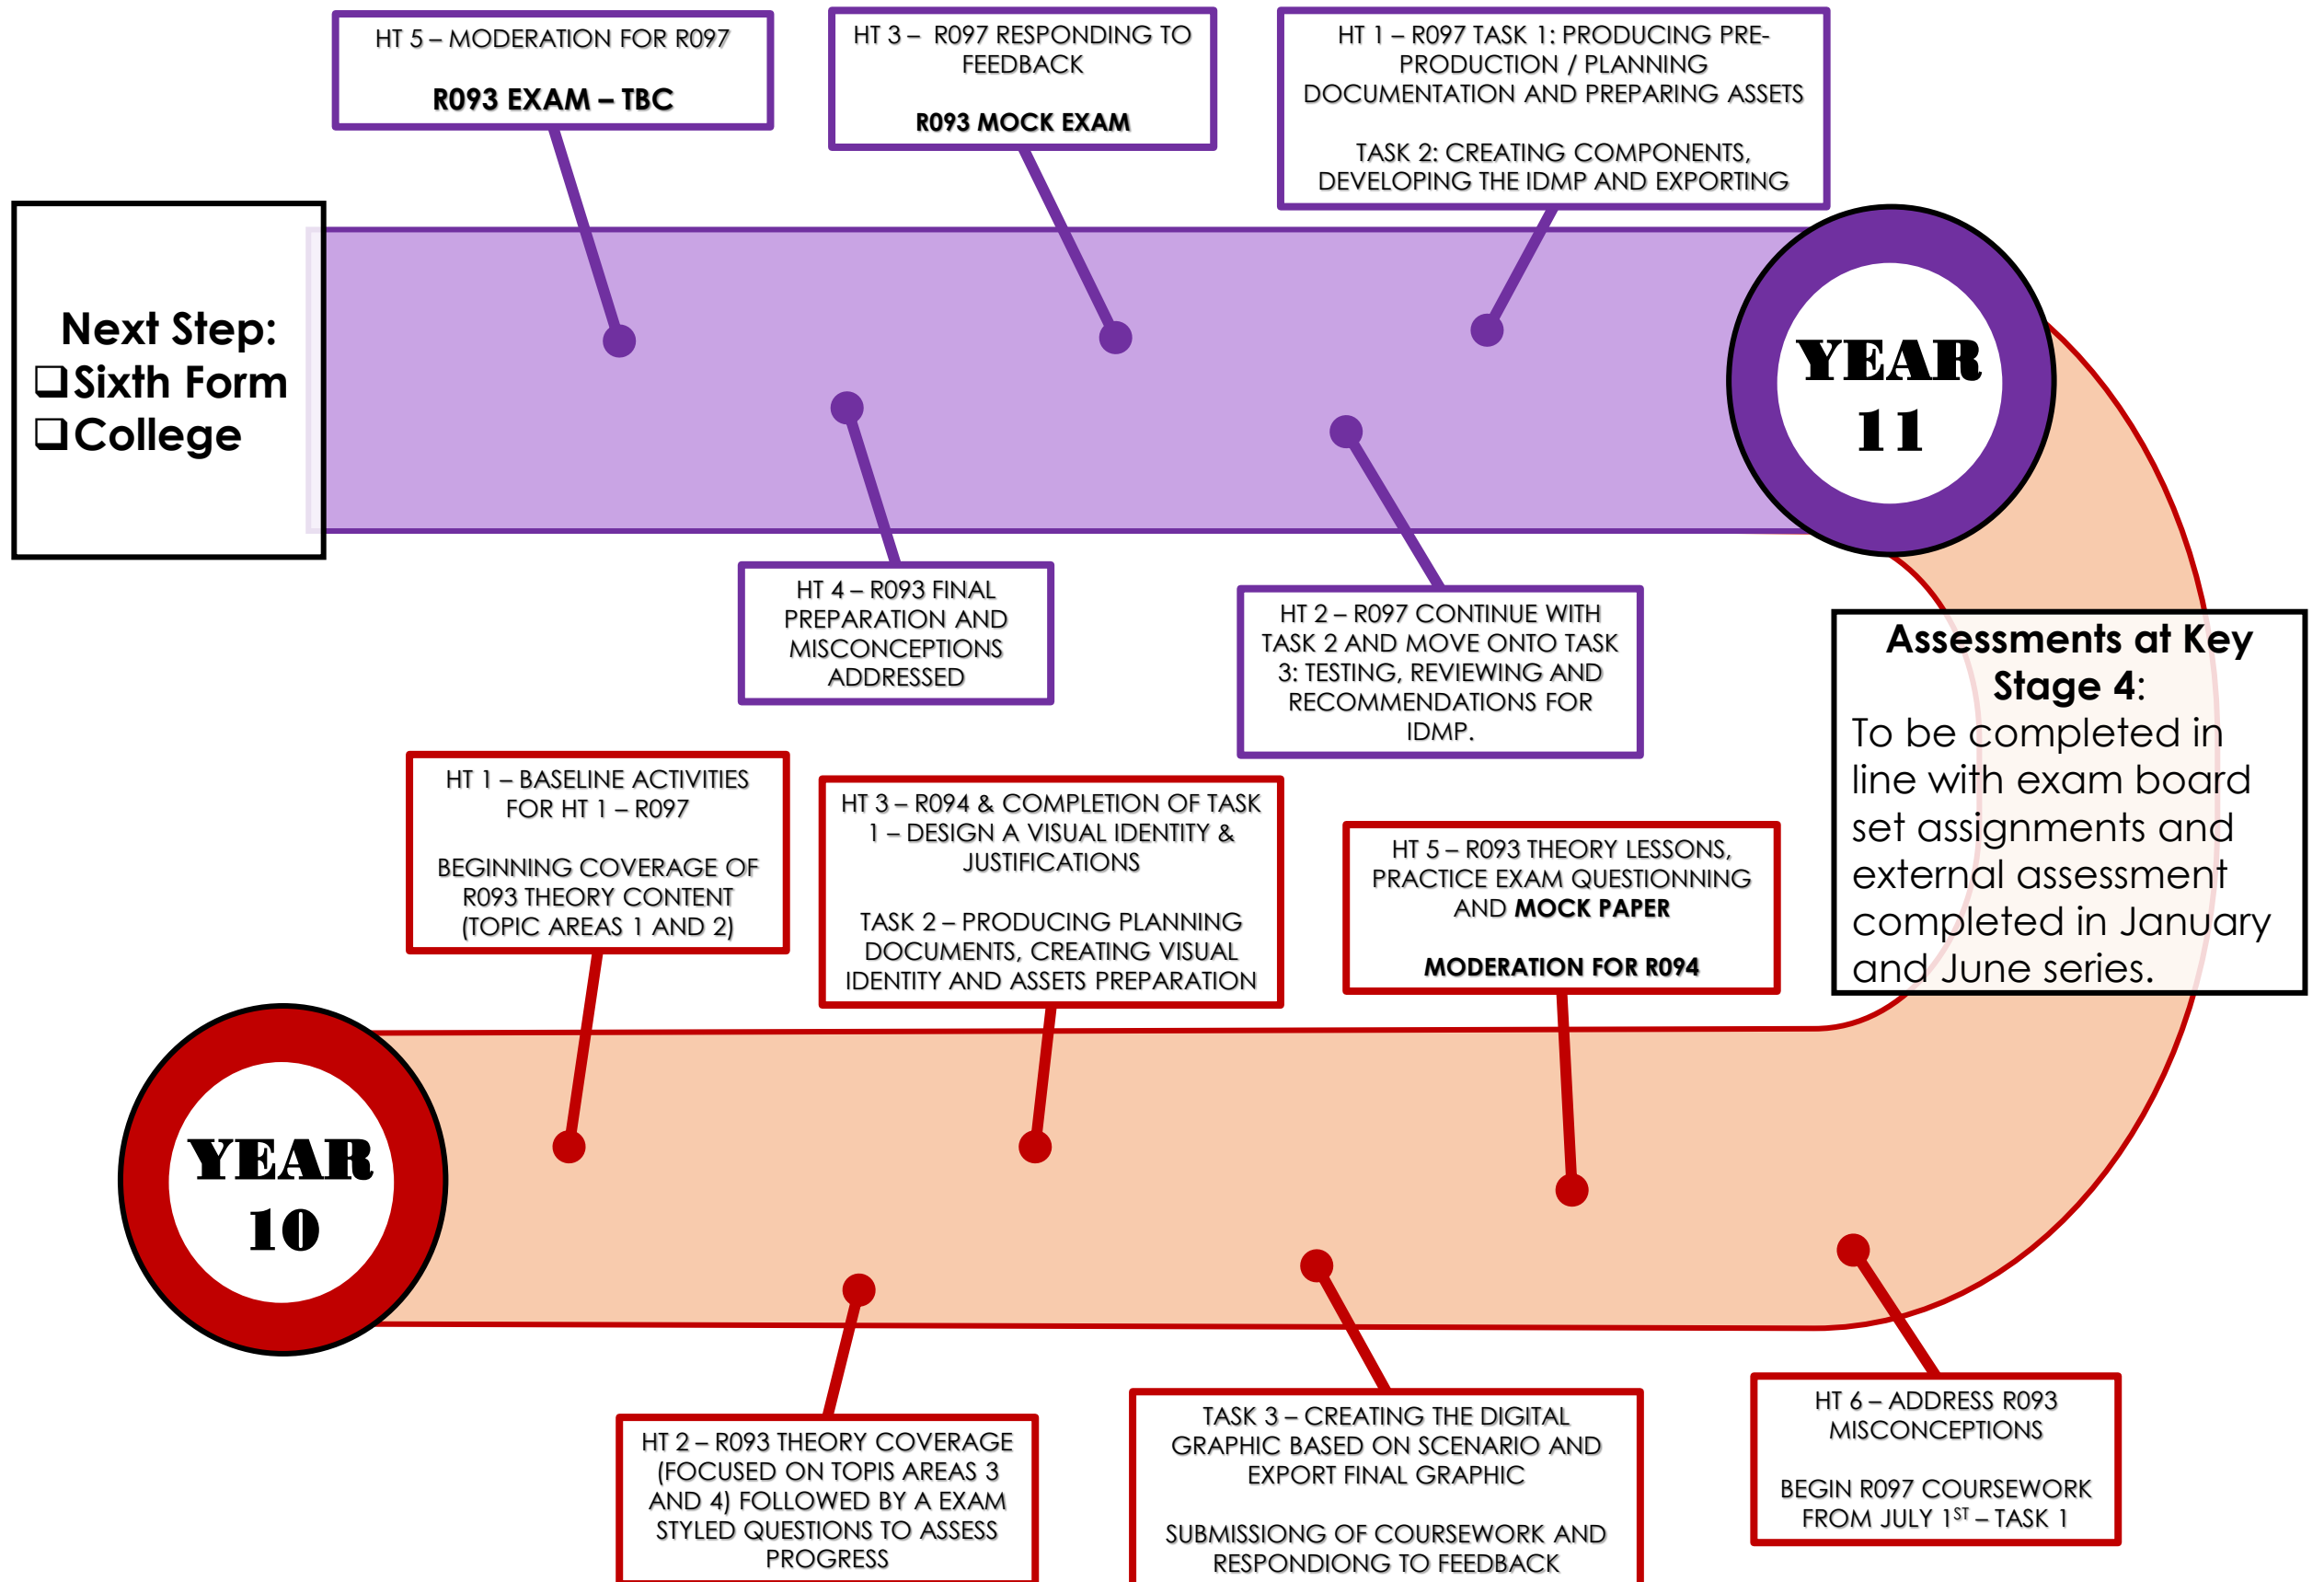 HT 5 – MODERATION FOR R097
R093 EXAM – TBC
HT 3 – R097 RESPONDING TO
FEEDBACK
R093 MOCK EXAM
HT 1 – R097 TASK 1: PRODUCING PRE-
PRODUCTION / PLANNING
DOCUMENTATION AND PREPARING ASSETS
TASK 2: CREATING COMPONENTS,
DEVELOPING THE IDMP AND EXPORTING
Next Step:
❑Sixth Form
❑College
YEAR
11
HT 4 – R093 FINAL
PREPARATION AND
MISCONCEPTIONS
ADDRESSED
HT 2 – R097 CONTINUE WITH
TASK 2 AND MOVE ONTO TASK
3: TESTING, REVIEWING AND
RECOMMENDATIONS FOR
IDMP.
Assessments at Key
Stage 4:
To be completed in
line with exam board
set assignments and
external assessment
completed in January
and June series.
HT 1 – BASELINE ACTIVITIES
FOR HT 1 – R097
BEGINNING COVERAGE OF
R093 THEORY CONTENT
(TOPIC AREAS 1 AND 2)
HT 3 – R094 & COMPLETION OF TASK
1 – DESIGN A VISUAL IDENTITY &
JUSTIFICATIONS
TASK 2 – PRODUCING PLANNING
DOCUMENTS, CREATING VISUAL
IDENTITY AND ASSETS PREPARATION
HT 5 – R093 THEORY LESSONS,
PRACTICE EXAM QUESTIONNING
AND MOCK PAPER
MODERATION FOR R094
YEAR
10
HT 2 – R093 THEORY COVERAGE
(FOCUSED ON TOPIS AREAS 3
AND 4) FOLLOWED BY A EXAM
STYLED QUESTIONS TO ASSESS
PROGRESS
TASK 3 – CREATING THE DIGITAL
GRAPHIC BASED ON SCENARIO AND
EXPORT FINAL GRAPHIC
SUBMISSIONG OF COURSEWORK AND
RESPONDIONG TO FEEDBACK
HT 6 – ADDRESS R093
MISCONCEPTIONS
BEGIN R097 COURSEWORK
FROM JULY 1ST – TASK 1